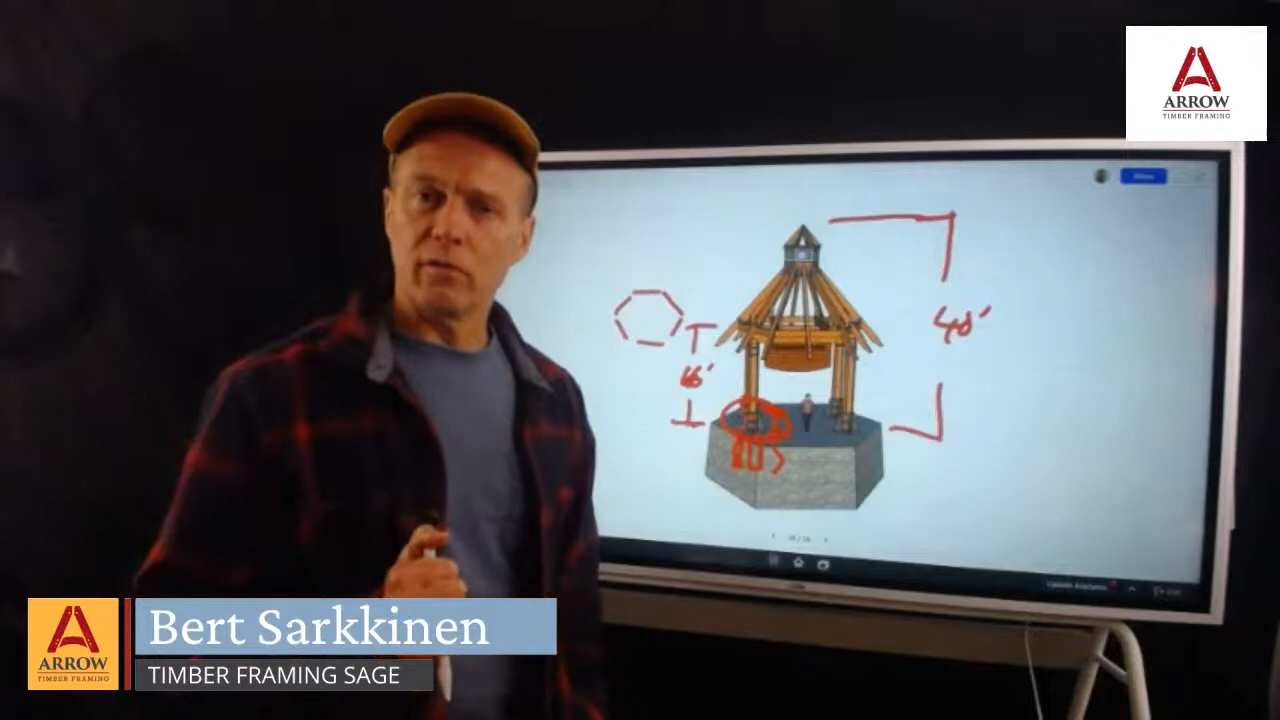 ARROW
TIMBER FRAMING
40'
16'
Bert Sarkkinen
TIMBER FRAMING SAGE
ARROW
TIMBER FRAMING